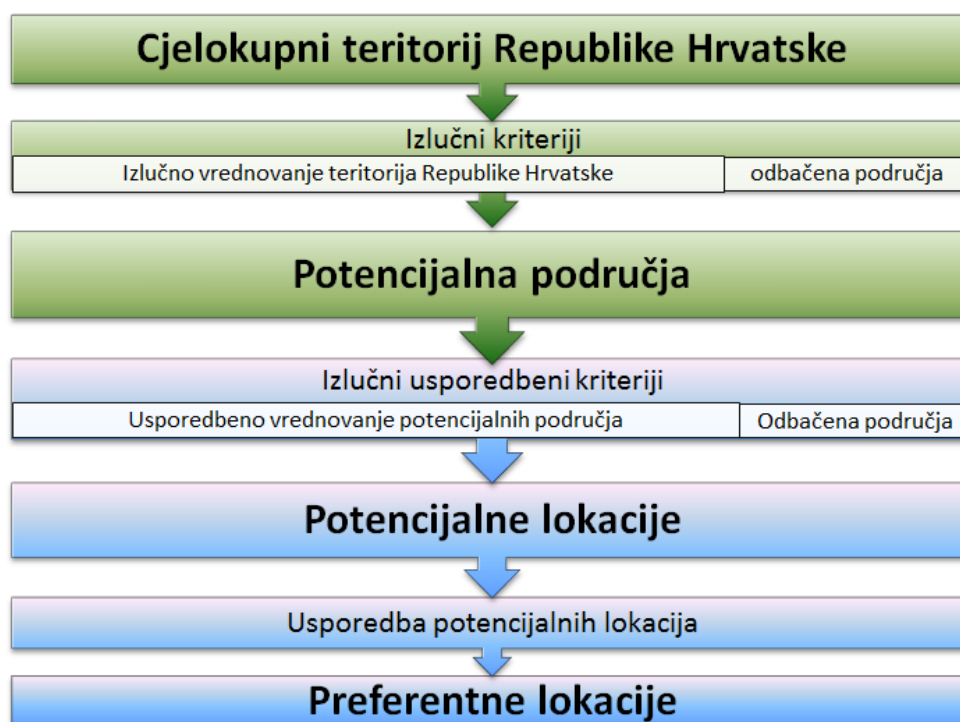 Cjelokupni teritorij Republike Hrvatske
Izlučni kriteriji
Izlučno vrednovanje teritorija Republike Hrvatske
odbačena područja
Potencijalna područja
Izlučni usporedbeni kriteriji
Usporedbeno vrednovanje potencijalnih područja
Odbačena područja
Potencijalne lokacije
Usporedba potencijalnih lokacija
Preferentne lokacije